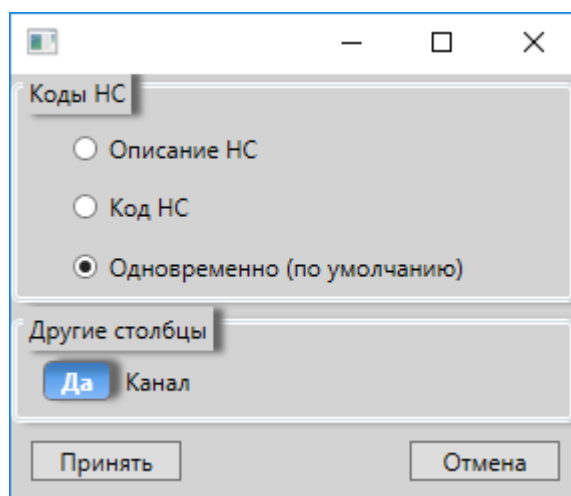 Коды НС
Описание НС
Код НС
Одновременно (по умолчанию)
Другие столбцы
Да Канал
Принять Отмена